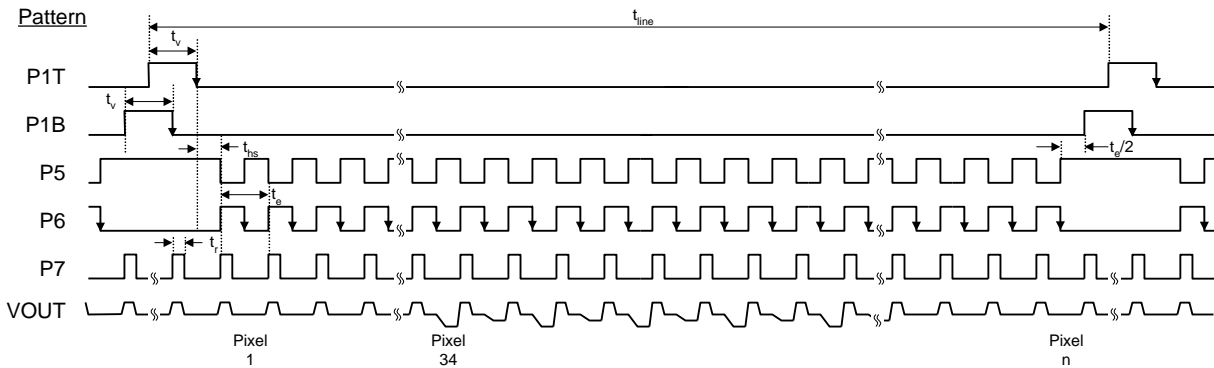 Pattern
t_line
t_v
P1T
t_v
P1B
t_hs
t_e/2
P5
t_e
P6
t_r
P7
VOUT
Pixel
1
Pixel
34
Pixel
n